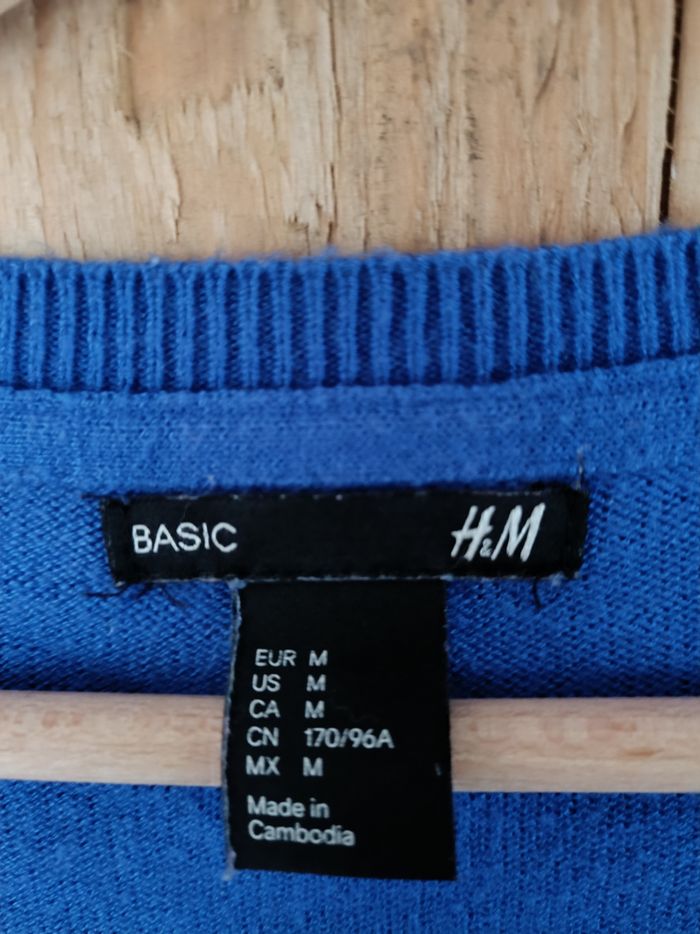 BASIC H&M
EUR M
US M
CA M
CN 170/96A
MX M
Made in
Cambodia